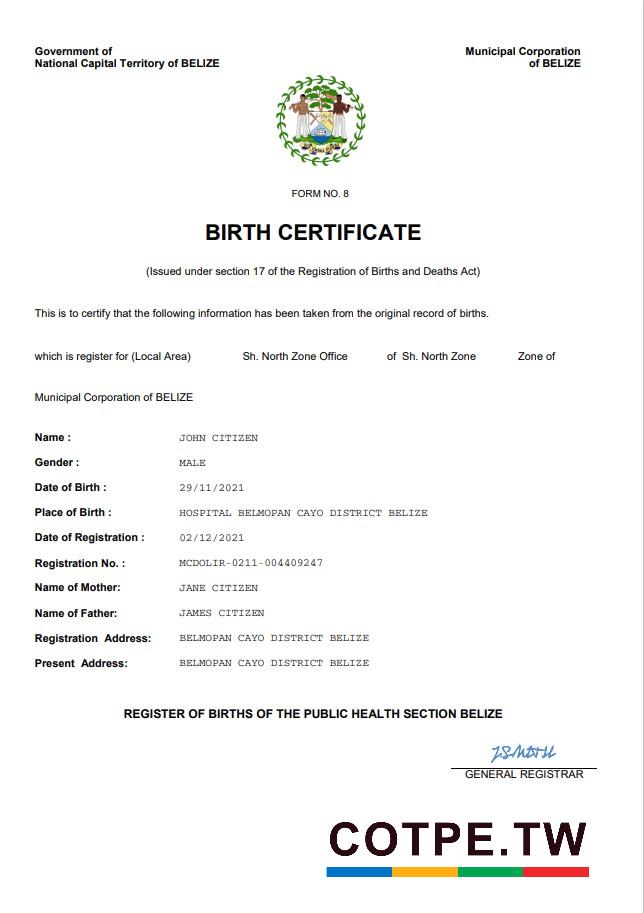 Government of
National Capital Territory of BELIZE
Municipal Corporation
of BELIZE
FORM NO. 8
BIRTH CERTIFICATE
(Issued under section 17 of the Registration of Births and Deaths Act)
This is to certify that the following information has been taken from the original record of births.
which is register for (Local Area) Sh. North Zone Office of Sh. North Zone Zone of
Municipal Corporation of BELIZE
Name : JOHN CITIZEN
Gender : MALE
Date of Birth : 29/11/2021
Place of Birth : HOSPITAL BELMOPAN CAYO DISTRICT BELIZE
Date of Registration : 02/12/2021
Registration No. : MCDOLIR-0211-004409247
Name of Mother: JANE CITIZEN
Name of Father: JAMES CITIZEN
Registration Address: BELMOPAN CAYO DISTRICT BELIZE
Present Address: BELMOPAN CAYO DISTRICT BELIZE
REGISTER OF BIRTHS OF THE PUBLIC HEALTH SECTION BELIZE
GENERAL REGISTRAR
COTPE.TW